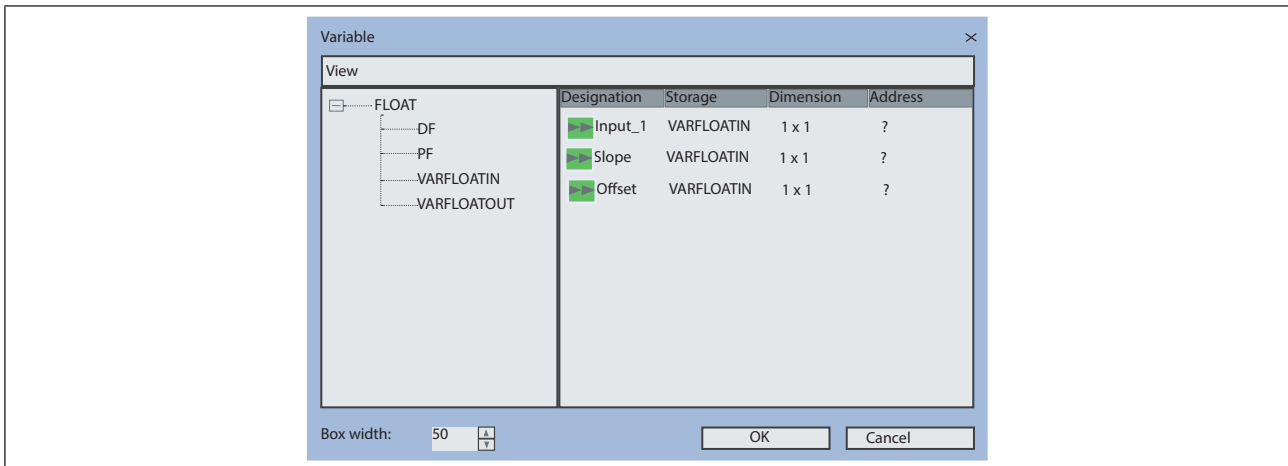 Variable
View
FLOAT
DF
PF
VARFLOATIN
VARFLOATOUT
Designation Storage Dimension Address
Input_1 VARFLOATIN 1 x 1 ?
Slope VARFLOATIN 1 x 1 ?
Offset VARFLOATIN 1 x 1 ?
Box width: 50 OK Cancel